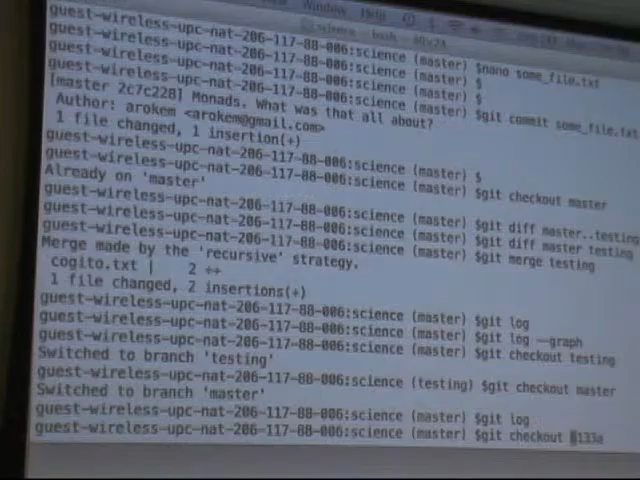 Window Help
science — bash — 80x24
guest-wireless-upc-nat-206-117-88-006:science (master) $nano some_file.txt
guest-wireless-upc-nat-206-117-88-006:science (master) $
guest-wireless-upc-nat-206-117-88-006:science (master) $
guest-wireless-upc-nat-206-117-88-006:science (master) $git commit some_file.txt
[master 2c7c228] Monads. What was that all about?
Author: arokem <arokem@gmail.com>
1 file changed, 1 insertion(+)
guest-wireless-upc-nat-206-117-88-006:science (master) $
guest-wireless-upc-nat-206-117-88-006:science (master) $git checkout master
Already on 'master'
guest-wireless-upc-nat-206-117-88-006:science (master) $git diff master..testing
guest-wireless-upc-nat-206-117-88-006:science (master) $git diff master testing
guest-wireless-upc-nat-206-117-88-006:science (master) $git merge testing
Merge made by the 'recursive' strategy.
cogito.txt | 2 ++
1 file changed, 2 insertions(+)
guest-wireless-upc-nat-206-117-88-006:science (master) $git log
guest-wireless-upc-nat-206-117-88-006:science (master) $git log --graph
guest-wireless-upc-nat-206-117-88-006:science (master) $git checkout testing
Switched to branch 'testing'
guest-wireless-upc-nat-206-117-88-006:science (testing) $git checkout master
Switched to branch 'master'
guest-wireless-upc-nat-206-117-88-006:science (master) $git log
guest-wireless-upc-nat-206-117-88-006:science (master) $git checkout 133a